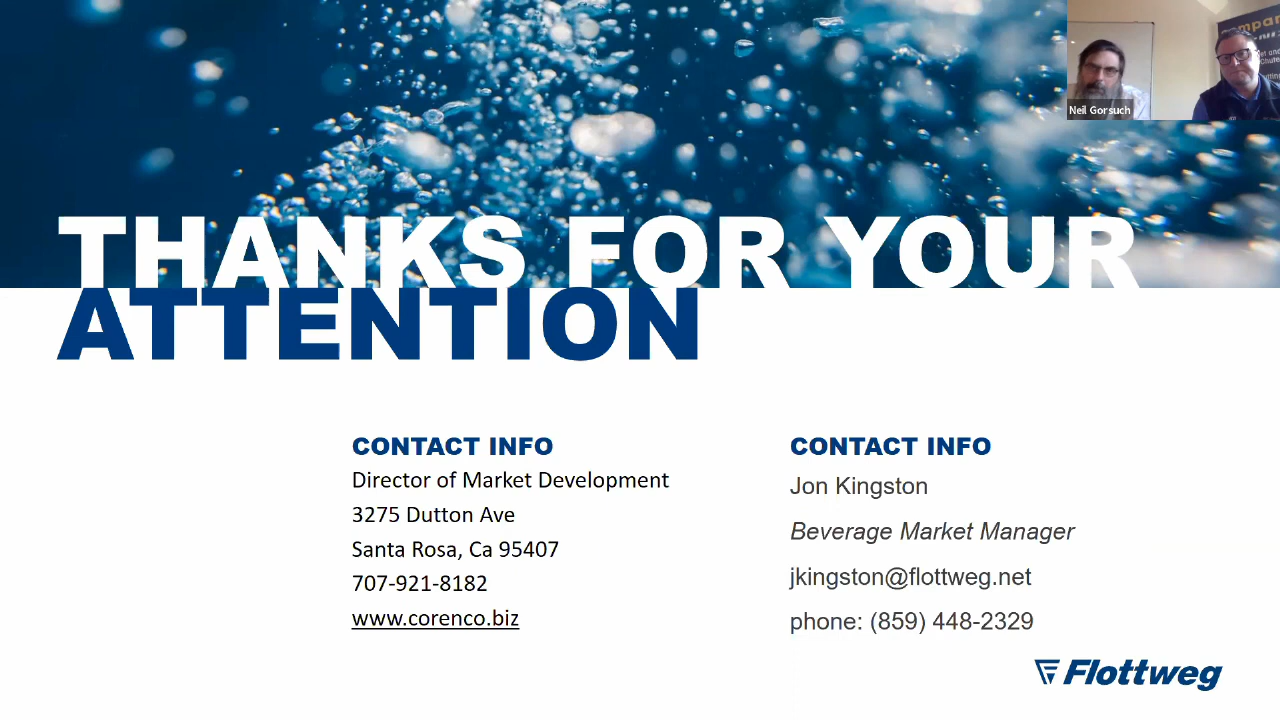 THANKS FOR YOUR
ATTENTION
Neil Gorsuch
CONTACT INFO
Director of Market Development
3275 Dutton Ave
Santa Rosa, Ca 95407
707-921-8182
www.corenco.biz
CONTACT INFO
Jon Kingston
Beverage Market Manager
jkingston@flottweg.net
phone: (859) 448-2329
Flottweg